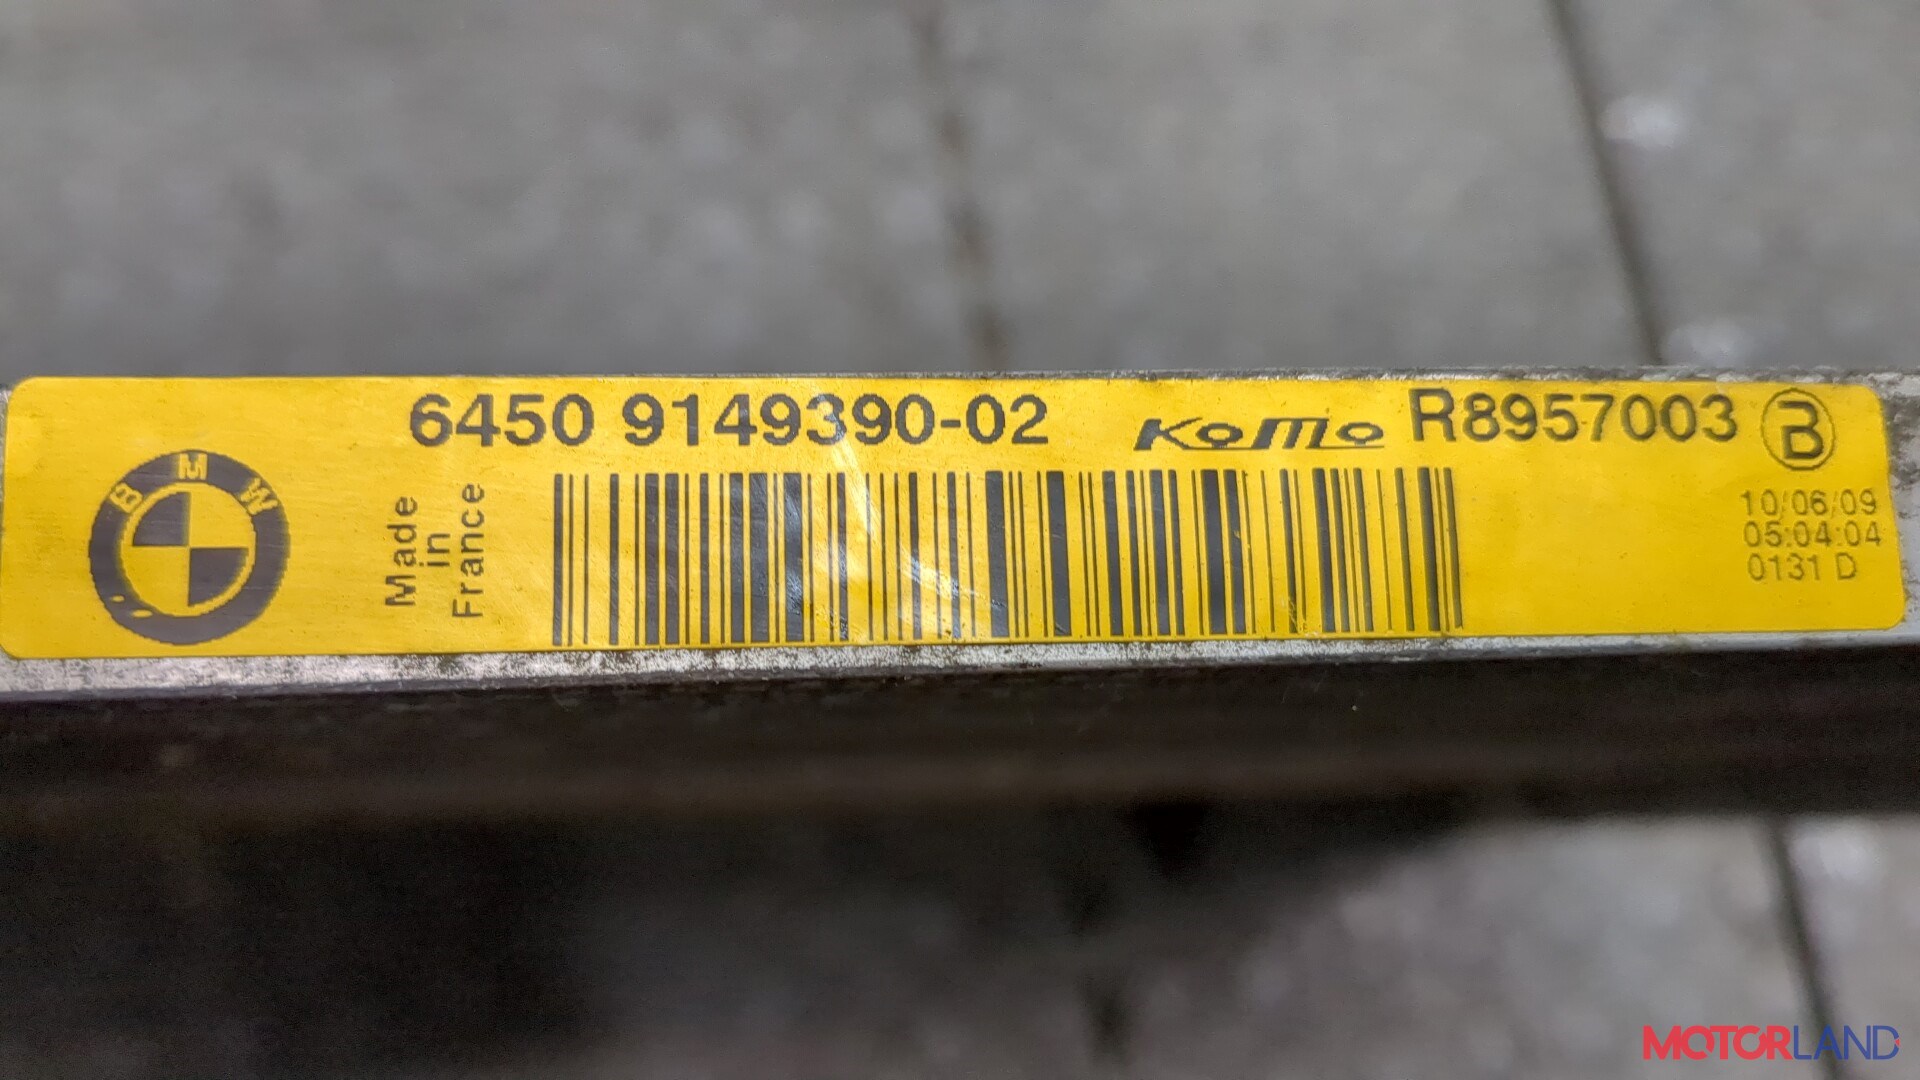 6450 9149390-02 KoMo R8957003 B
BMW
Made
in
France
10/06/09
05:04:04
0131 D
MOTORLAND